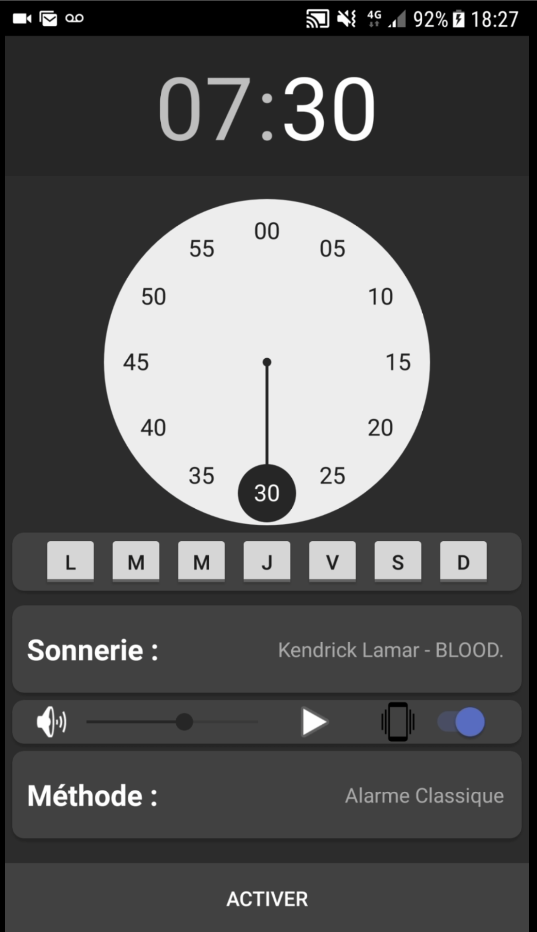 4G 92% 18:27
07:30
00
55 05
50 10
45 15
40 20
35 25
30
L M M J V S D
Sonnerie : Kendrick Lamar - BLOOD.
Méthode : Alarme Classique
ACTIVER